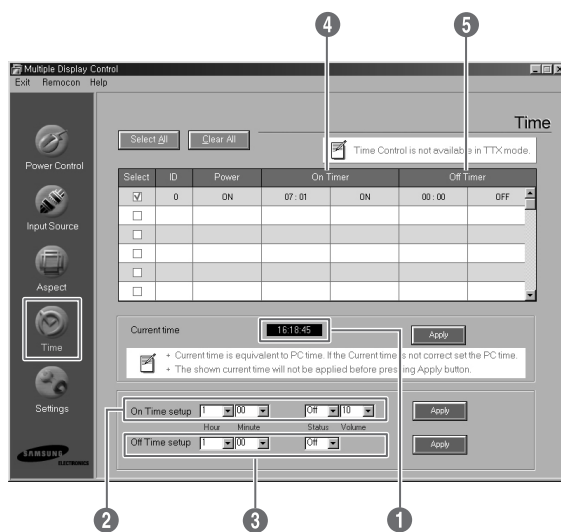 4 5
Multiple Display Control
Exit Remocon Help
Time
Select All Clear All
Time Control is not available in TTX mode.
Power Control
Select ID Power On Timer Off Timer
0 ON 07 : 01 ON 00 : 00 OFF
Input Source
Aspect
Current time 16:18:45 Apply
Time
+ Current time is equivalent to PC time. If the Current time is not correct set the PC time.
+ The shown current time will not be applied before pressing Apply button.
Settings
On Time setup 1 00 Off 10 Apply
Hour Minute Status Volume
Off Time setup 1 00 Off Apply
SAMSUNG
ELECTRONICS
2 3 1